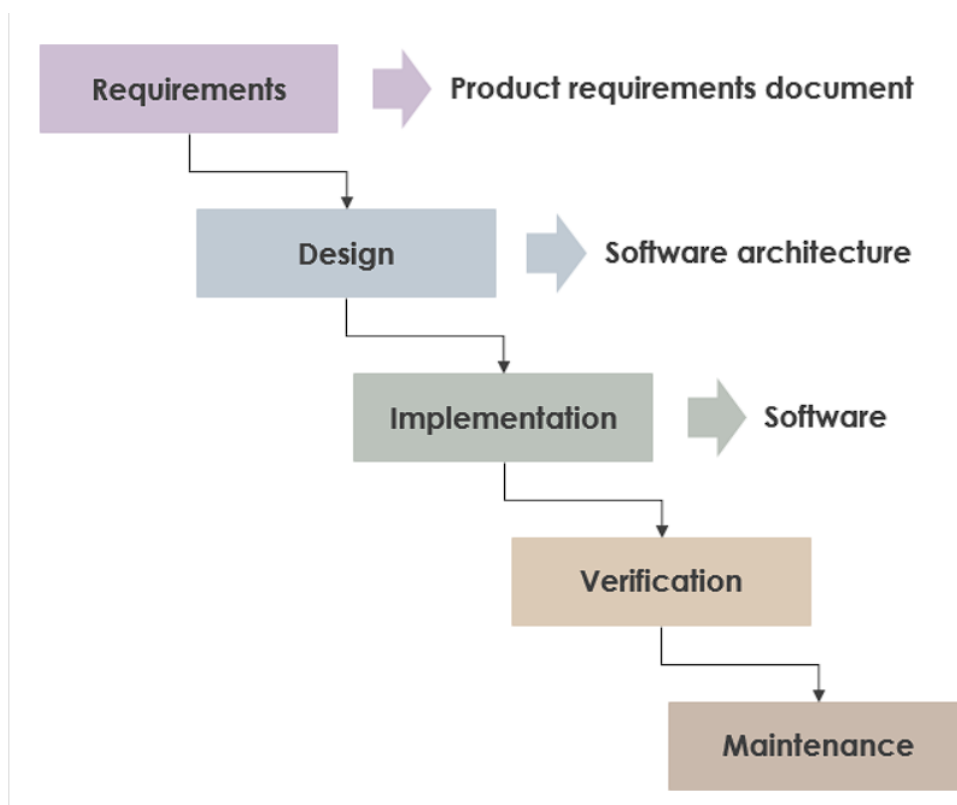 Requirements
Product requirements document
Design
Software architecture
Implementation
Software
Verification
Maintenance